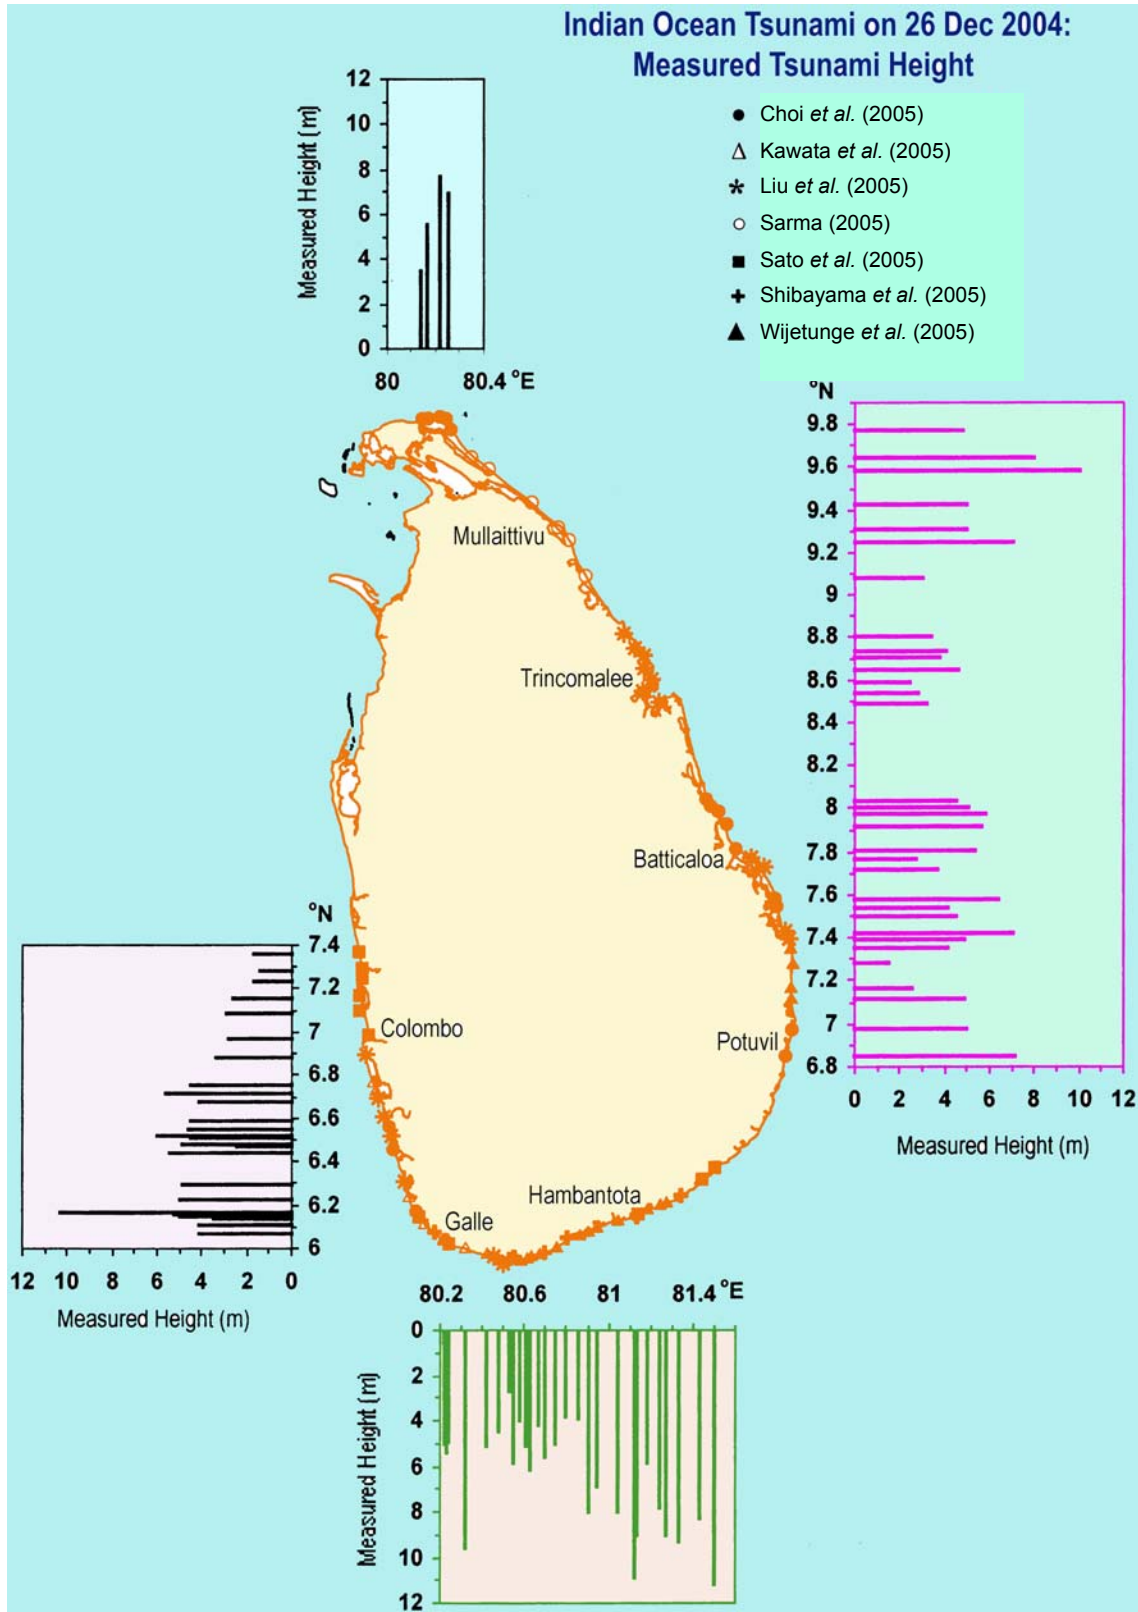 Indian Ocean Tsunami on 26 Dec 2004:
Measured Tsunami Height
Choi et al. (2005)
Kawata et al. (2005)
Liu et al. (2005)
Sarma (2005)
Sato et al. (2005)
Shibayama et al. (2005)
Wijetunge et al. (2005)
Measured Height (m)
12
10
8
6
4
2
0
80 80.4 °E
°N
9.8
9.6
9.4
9.2
9
8.8
8.6
8.4
8.2
8
7.8
7.6
7.4
7.2
7
6.8
0 2 4 6 8 10 12
Measured Height (m)
Mullaittivu
Trincomalee
Batticaloa
Potuvil
Colombo
Hambantota
Galle
°N
7.4
7.2
7
6.8
6.6
6.4
6.2
6
12 10 8 6 4 2 0
Measured Height (m)
80.2 80.6 81 81.4 °E
0
2
4
6
8
10
12
Measured Height (m)